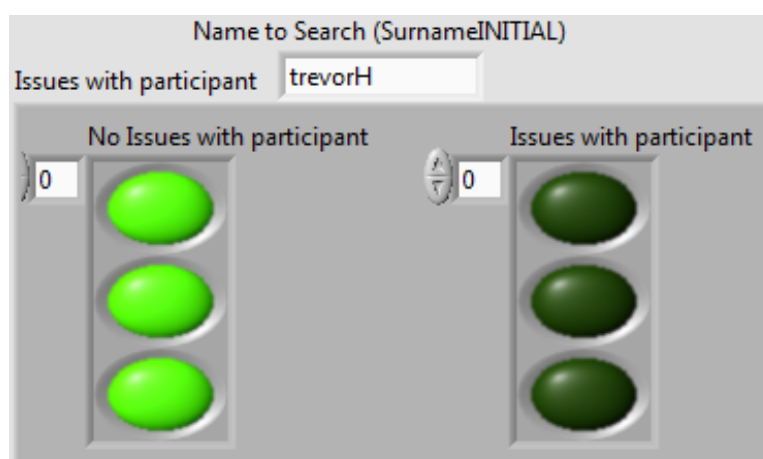 Name to Search (SurnameINITIAL)
Issues with participant trevorH
No Issues with participant Issues with participant
0 0